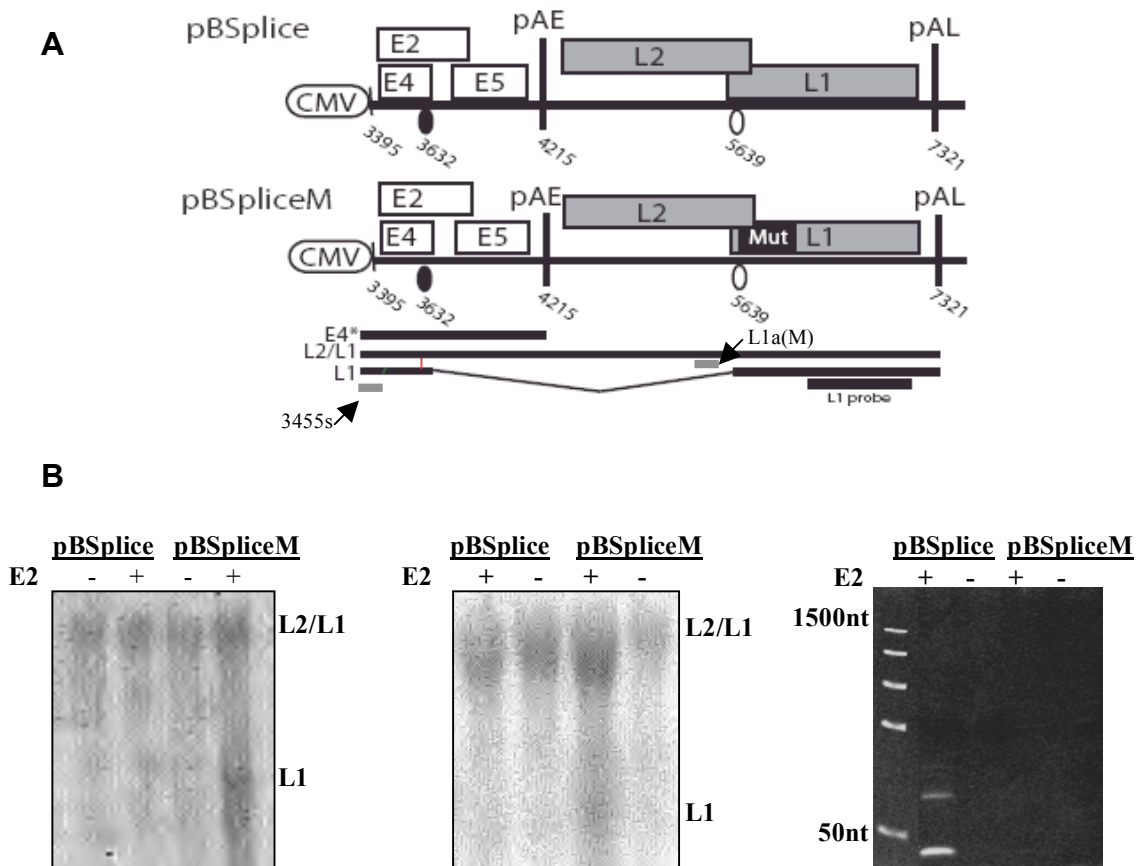 A
pBSplice
pAE
pAL
E2
L2
E4
E5
L1
CMV
3395
3632
4215
5639
7321
pBSpliceM
pAE
pAL
E2
L2
E4
E5
Mut
L1
CMV
3395
3632
4215
5639
7321
E4*
L1a(M)
L2/L1
L1
L1 probe
3455s
B
pBSplice pBSpliceM
E2 - + - +
L2/L1
L1
pBSplice pBSpliceM
E2 + - + -
L2/L1
L1
pBSplice pBSpliceM
E2 + - + -
1500nt
50nt